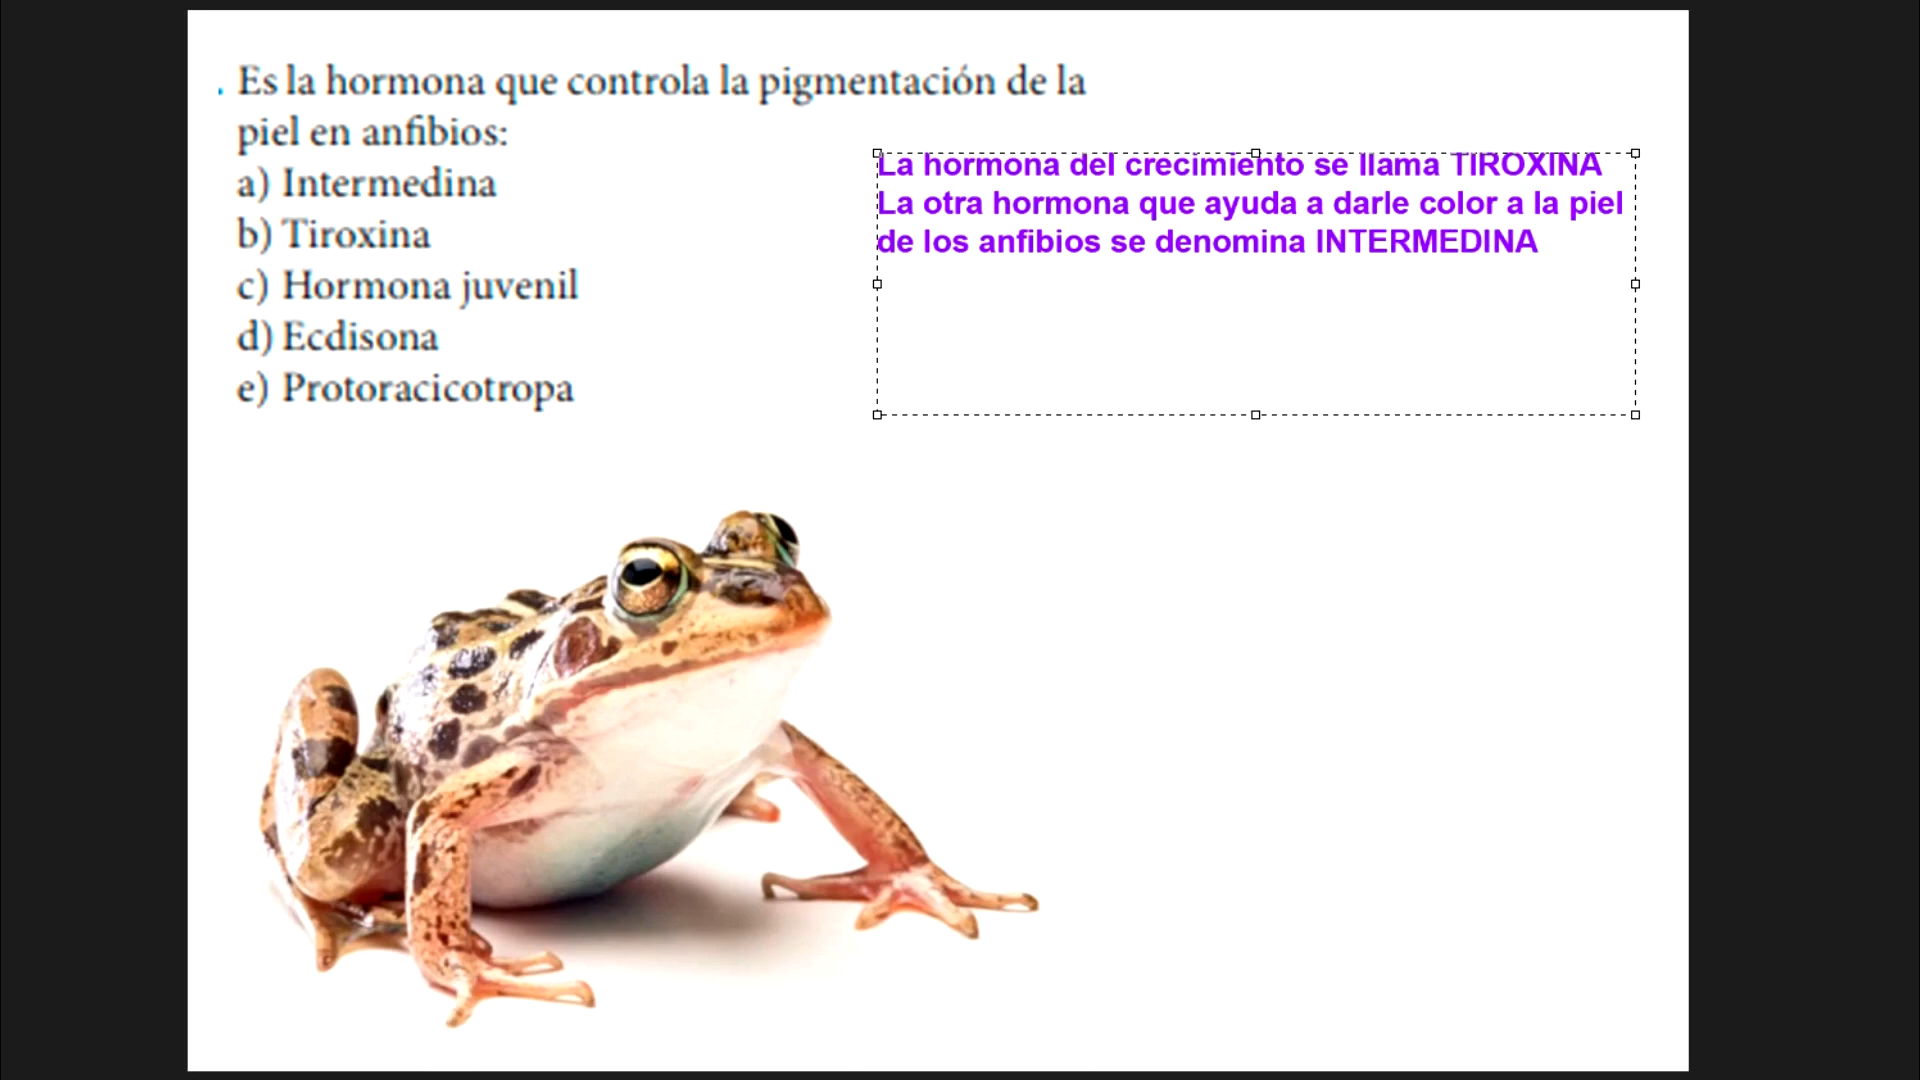 . Es la hormona que controla la pigmentación de la
piel en anfibios:
a) Intermedina
b) Tiroxina
c) Hormona juvenil
d) Ecdisona
e) Protoracicotropa
La hormona del crecimiento se llama TIROXINA
La otra hormona que ayuda a darle color a la piel
de los anfibios se denomina INTERMEDINA